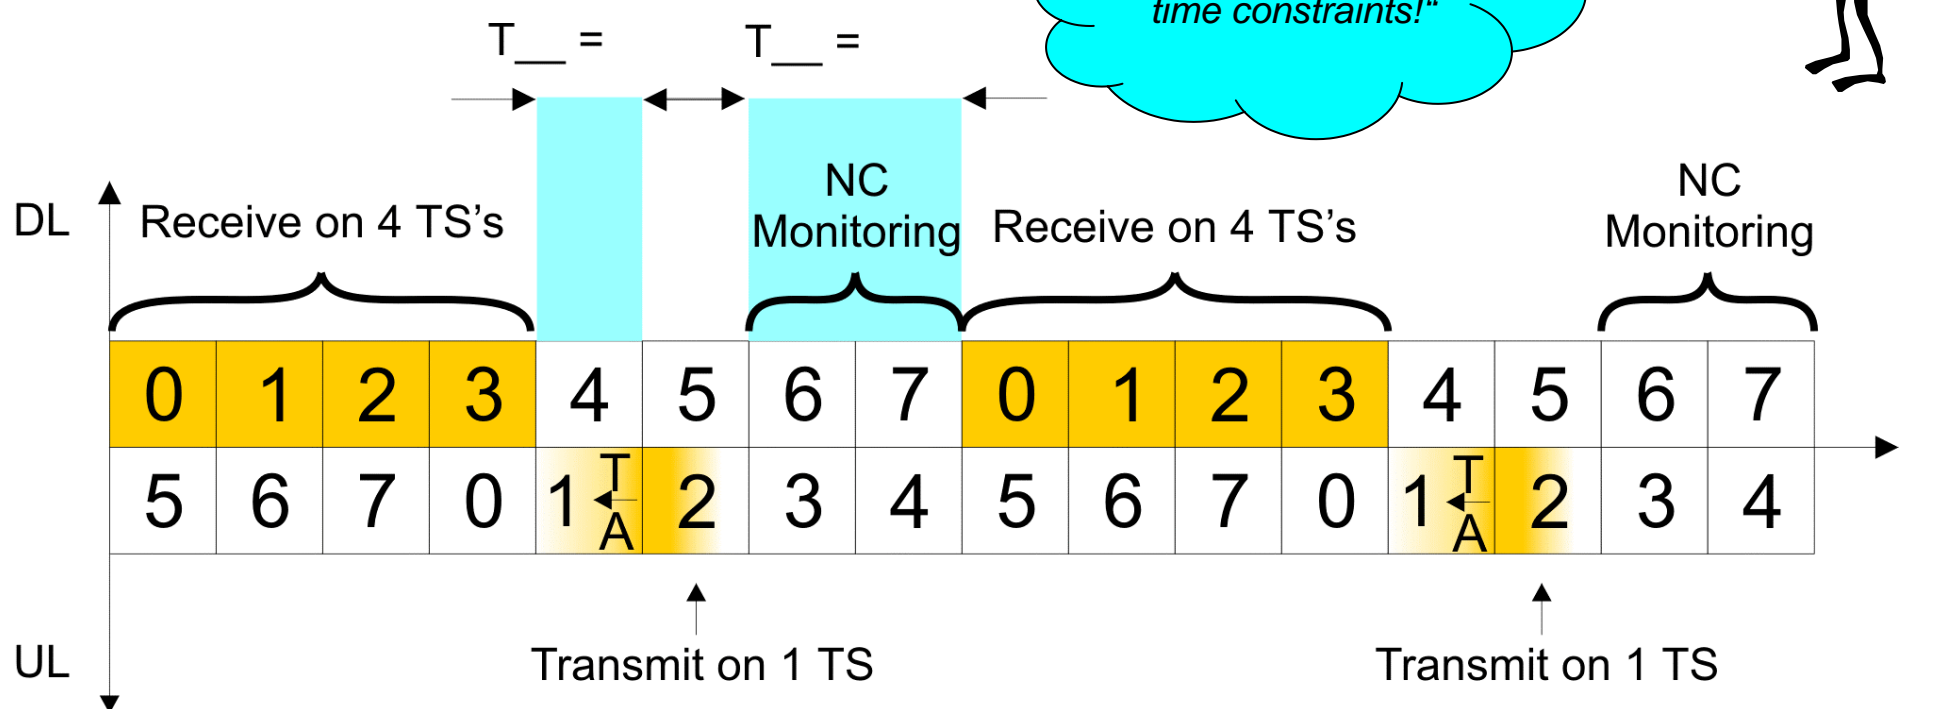 time constraints!“
T__ =
T__ =
DL
Receive on 4 TS’s
NC
Monitoring
Receive on 4 TS’s
NC
Monitoring
0 1 2 3 4 5 6 7 0 1 2 3 4 5 6 7
5 6 7 0 1 TA 2 3 4 5 6 7 0 1 TA 2 3 4
UL
Transmit on 1 TS
Transmit on 1 TS